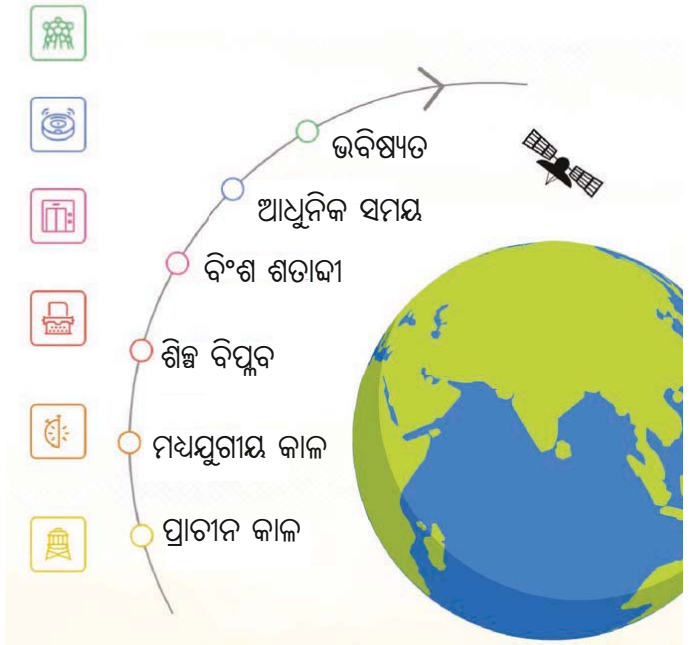 ଭବିଷ୍ୟତ
ଆଧୁନିକ ସମୟ
ବିଂଶ ଶତାବ୍ଦୀ
ଶିଳ୍ପ ବିପ୍ଳବ
ମଧ୍ୟଯୁଗୀୟ କାଳ
ପ୍ରାଚୀନ କାଳ